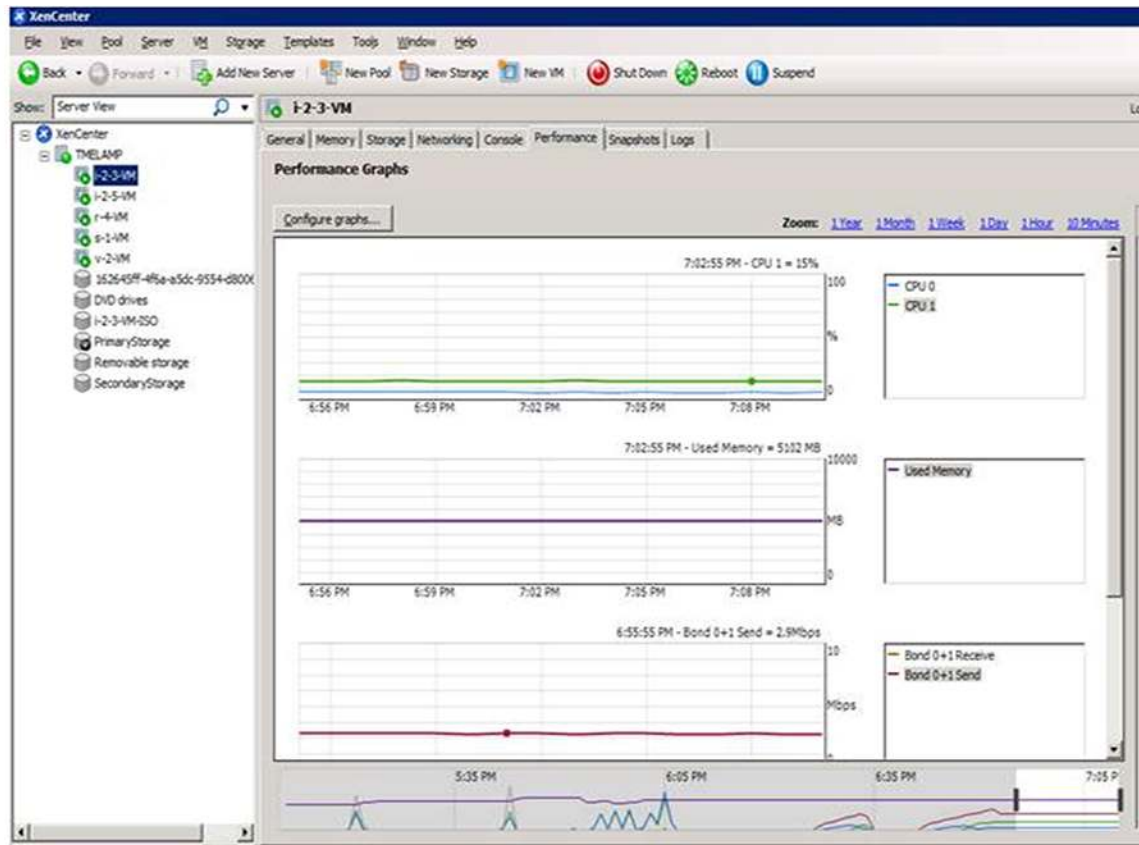 XenCenter
File View Pool Server VM Storage Templates Tools Window Help
Back Forward Add New Server New Pool New Storage New VM Shut Down Reboot Suspend
Show: Server View
i-2-3-VM
XenCenter
TMELAMP
i-2-3-VM
i-2-5-VM
r-4-VM
s-1-VM
v-2-VM
162645ff-4f6a-a5dc-9554-d800
DVD drives
i-2-3-VM-ISO
PrimaryStorage
Removable storage
SecondaryStorage
General Memory Storage Networking Console Performance Snapshots Logs
Performance Graphs
Configure graphs...
Zoom: 1 Year 1 Month 1 Week 1 Day 1 Hour 10 Minutes
7:02:55 PM - CPU 1 = 15%
100
%
0
CPU 0
CPU 1
6:56 PM 6:59 PM 7:02 PM 7:05 PM 7:08 PM
7:02:55 PM - Used Memory = 5102 MB
10000
MB
0
Used Memory
6:56 PM 6:59 PM 7:02 PM 7:05 PM 7:08 PM
6:55:55 PM - Bond 0+1 Send = 2.9Mbps
10
Mbps
Bond 0+1 Receive
Bond 0+1 Send
5:35 PM 6:05 PM 6:35 PM 7:05 P